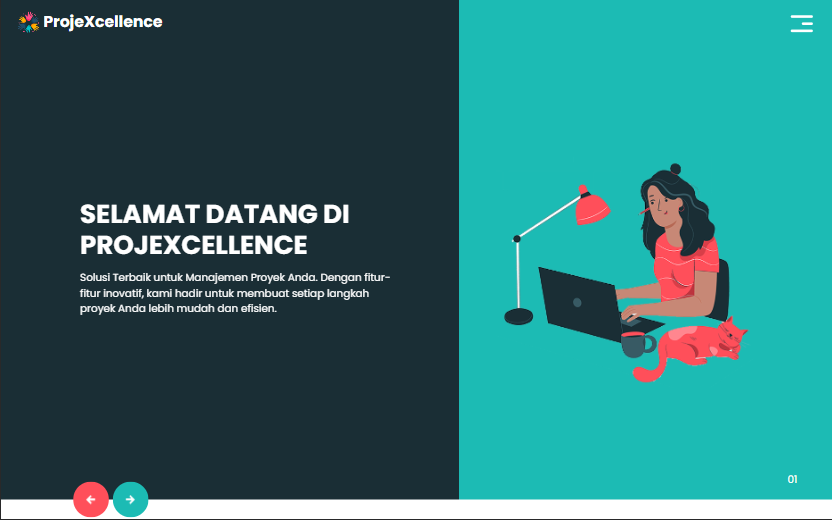 ProjeXcellence
SELAMAT DATANG DI
PROJEXCELLENCE
Solusi Terbaik untuk Manajemen Proyek Anda. Dengan fitur-
fitur inovatif, kami hadir untuk membuat setiap langkah
proyek Anda lebih mudah dan efisien.
01